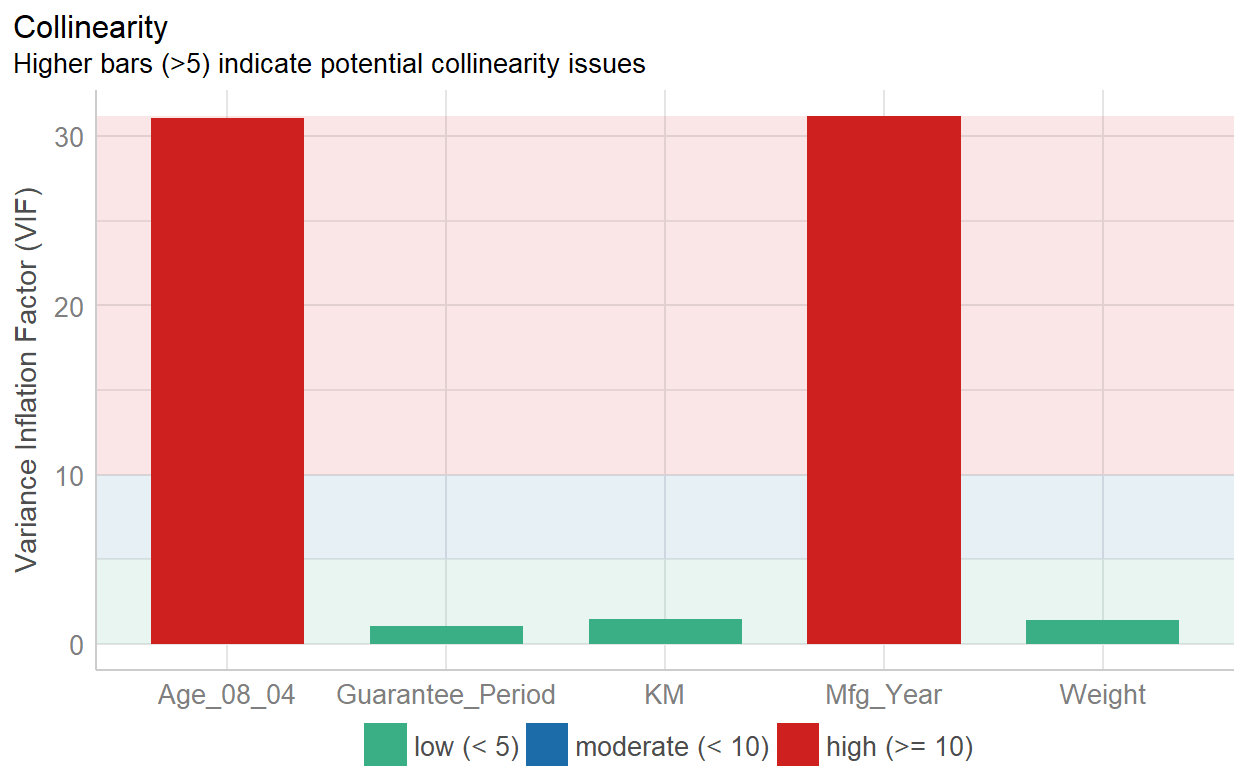 Collinearity
Higher bars (>5) indicate potential collinearity issues
Variance Inflation Factor (VIF)
30
20
10
0
Age_08_04 Guarantee_Period KM Mfg_Year Weight
low (< 5) moderate (< 10) high (>= 10)